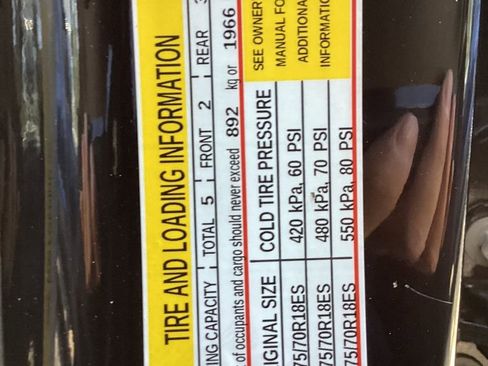 TIRE AND LOADING INFORMATION
ING CAPACITY TOTAL 5 FRONT 2 REAR 3
of occupants and cargo should never exceed 892 kg or 1966
IGINAL SIZE COLD TIRE PRESSURE
75/70R18ES 420 kPa, 60 PSI
75/70R18ES 480 kPa, 70 PSI
75/70R18ES 550 kPa, 80 PSI
SEE OWNER
MANUAL FO
ADDITIONA
INFORMATIO